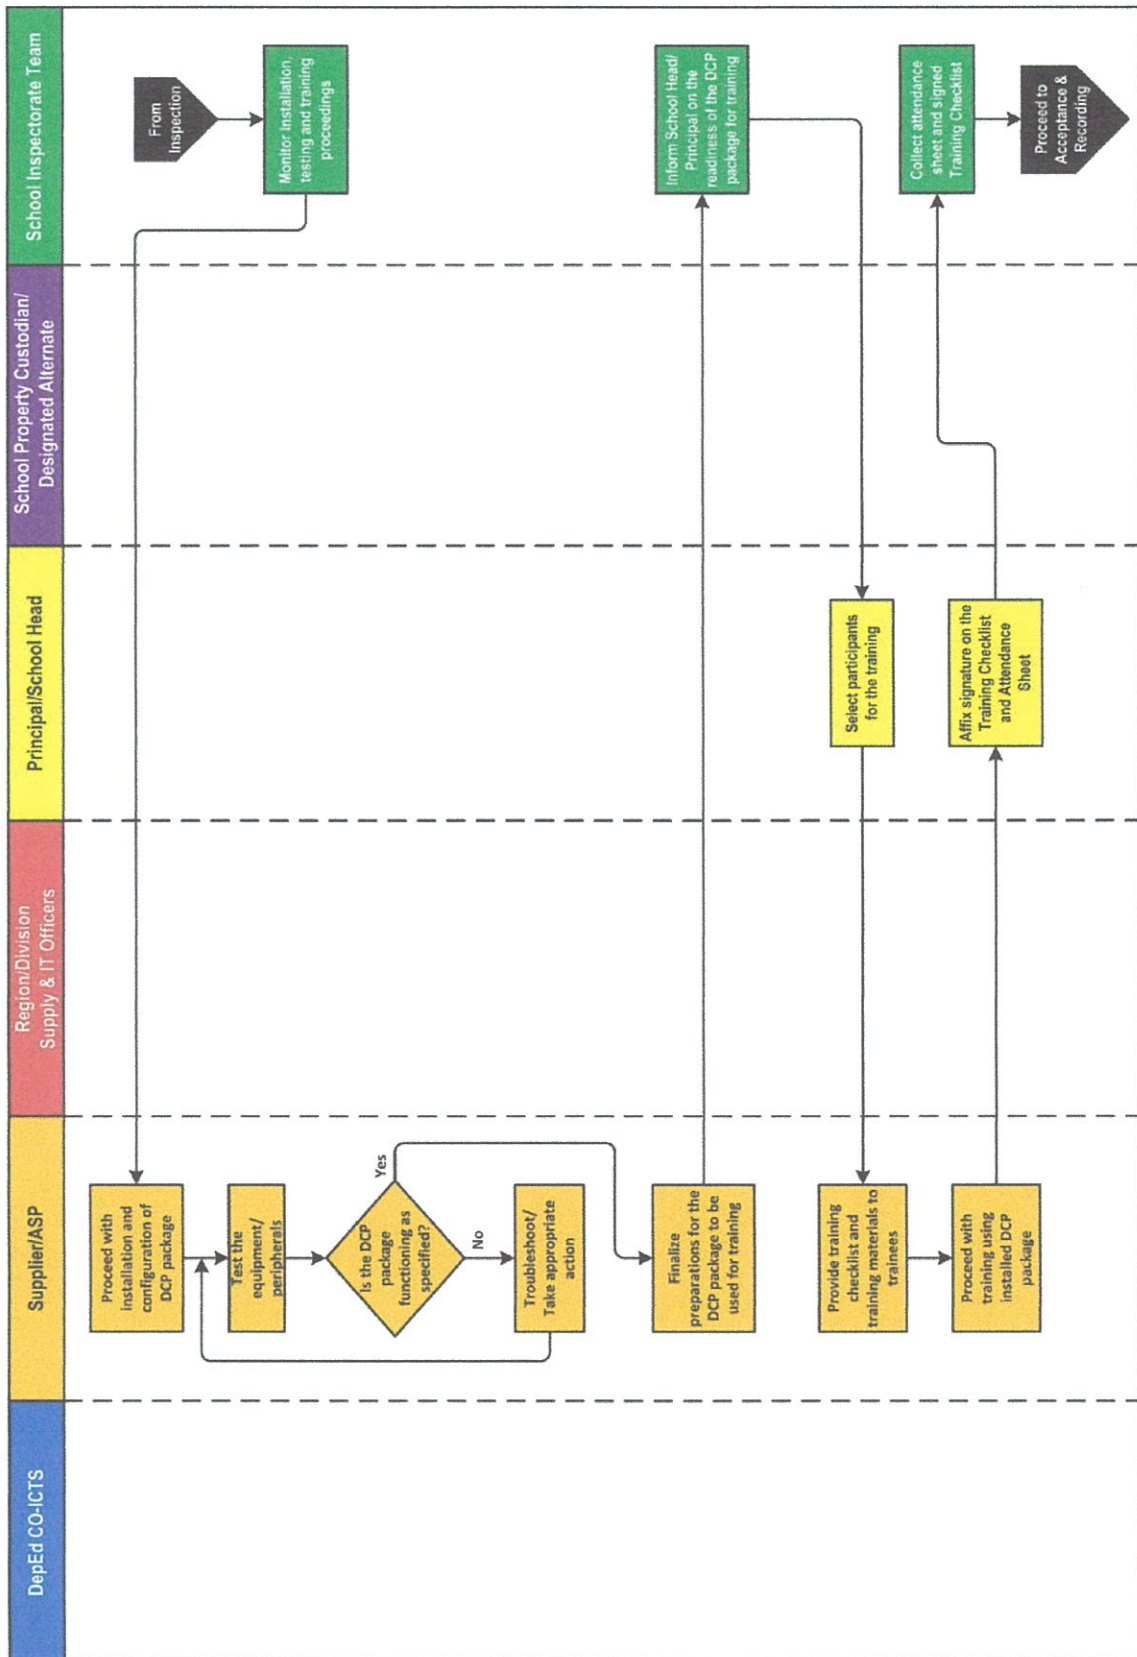 DepEd CO-ICTS
Supplier/ASP
Region/Division
Supply & IT Officers
Principal/School Head
School Property Custodian/
Designated Alternate
School Inspectorate Team
From
Inspection
Monitor Installation,
testing and training
proceedings
Proceed with
installation and
configuration of
DCP package
Test the
equipment/
peripherals
Is the DCP
package
functioning as
specified?
Yes
No
Troubleshoot/
Take appropriate
action
Finalize
preparations for the
DCP package to be
used for training
Inform School Head/
Principal on the
readiness of the DCP
package for training
Select participants
for the training
Provide training
checklist and
training materials to
trainees
Proceed with
training using
installed DCP
package
Affix signature on the
Training Checklist
and Attendance
Sheet
Collect attendance
sheet and signed
Training Checklist
Proceed to
Acceptance &
Recording